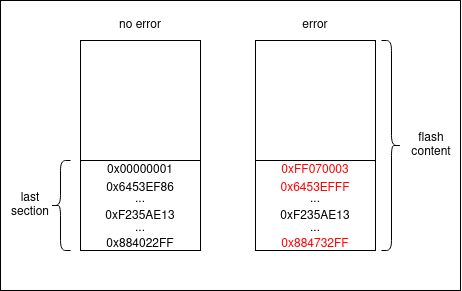 no error
error
flash
content
last
section
0x00000001
0x6453EF86
...
0xF235AE13
...
0x884022FF
0xFF070003
0x6453EFFF
...
0xF235AE13
...
0x884732FF